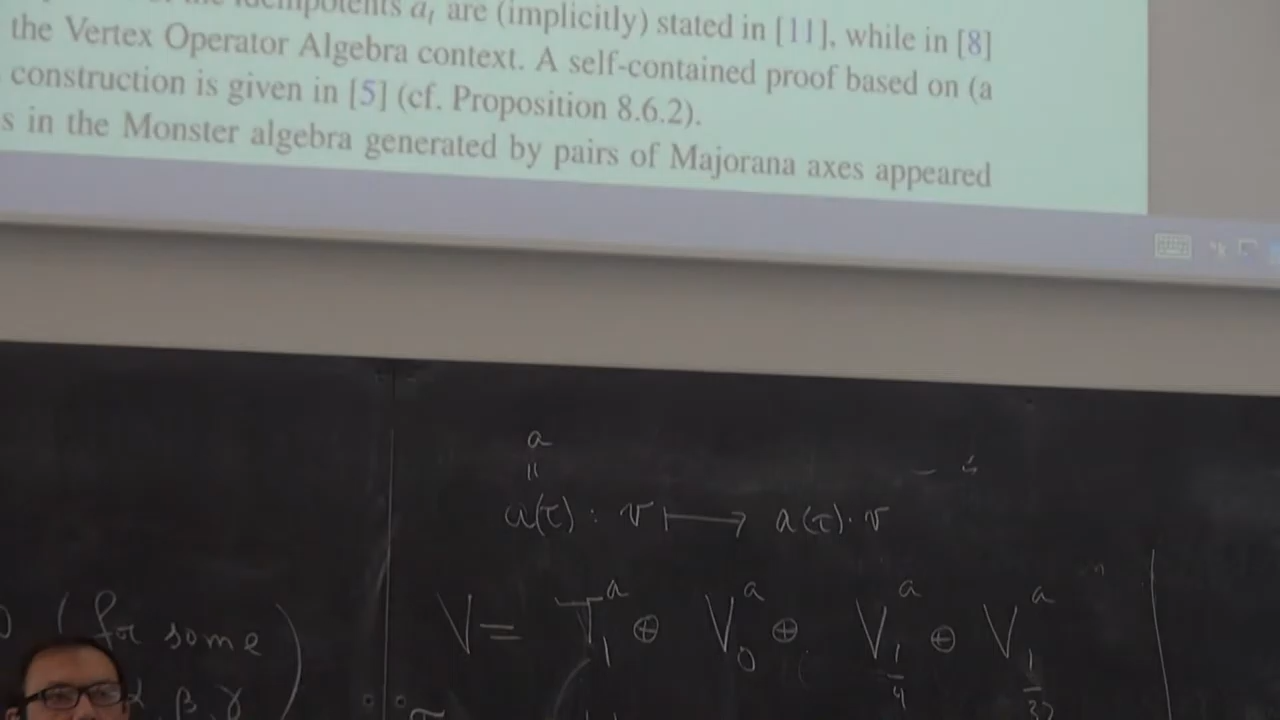 idempotents a_t are (implicitly) stated in [11], while in [8]
the Vertex Operator Algebra context. A self-contained proof based on (a
construction is given in [5] (cf. Proposition 8.6.2).
s in the Monster algebra generated by pairs of Majorana axes appeared
a
||
a(τ) : v ↦ a(τ)·v
V = V_1^a ⊕ V_0^a ⊕ V_{1/4}^a ⊕ V_{1/32}^a
(for some
β, γ)